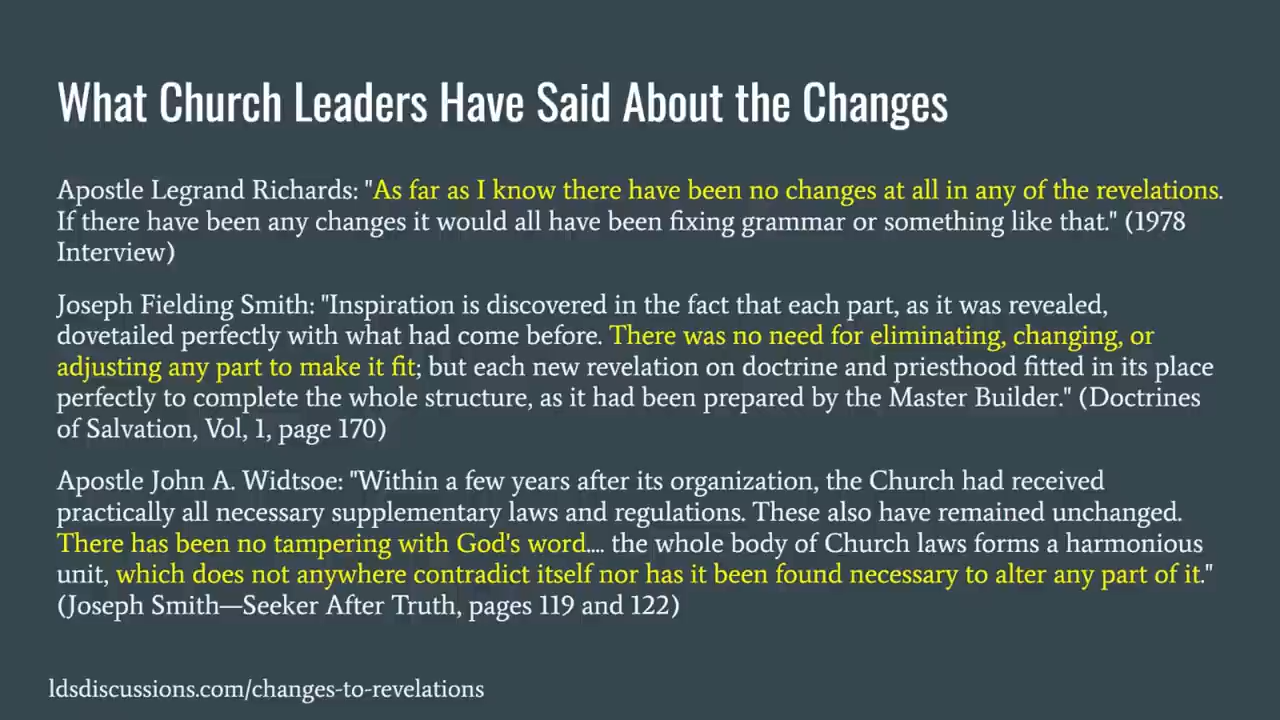 What Church Leaders Have Said About the Changes
Apostle Legrand Richards: "As far as I know there have been no changes at all in any of the revelations.
If there have been any changes it would all have been fixing grammar or something like that." (1978
Interview)
Joseph Fielding Smith: "Inspiration is discovered in the fact that each part, as it was revealed,
dovetailed perfectly with what had come before. There was no need for eliminating, changing, or
adjusting any part to make it fit; but each new revelation on doctrine and priesthood fitted in its place
perfectly to complete the whole structure, as it had been prepared by the Master Builder." (Doctrines
of Salvation, Vol, 1, page 170)
Apostle John A. Widtsoe: "Within a few years after its organization, the Church had received
practically all necessary supplementary laws and regulations. These also have remained unchanged.
There has been no tampering with God's word.... the whole body of Church laws forms a harmonious
unit, which does not anywhere contradict itself nor has it been found necessary to alter any part of it."
(Joseph Smith—Seeker After Truth, pages 119 and 122)
ldsdiscussions.com/changes-to-revelations